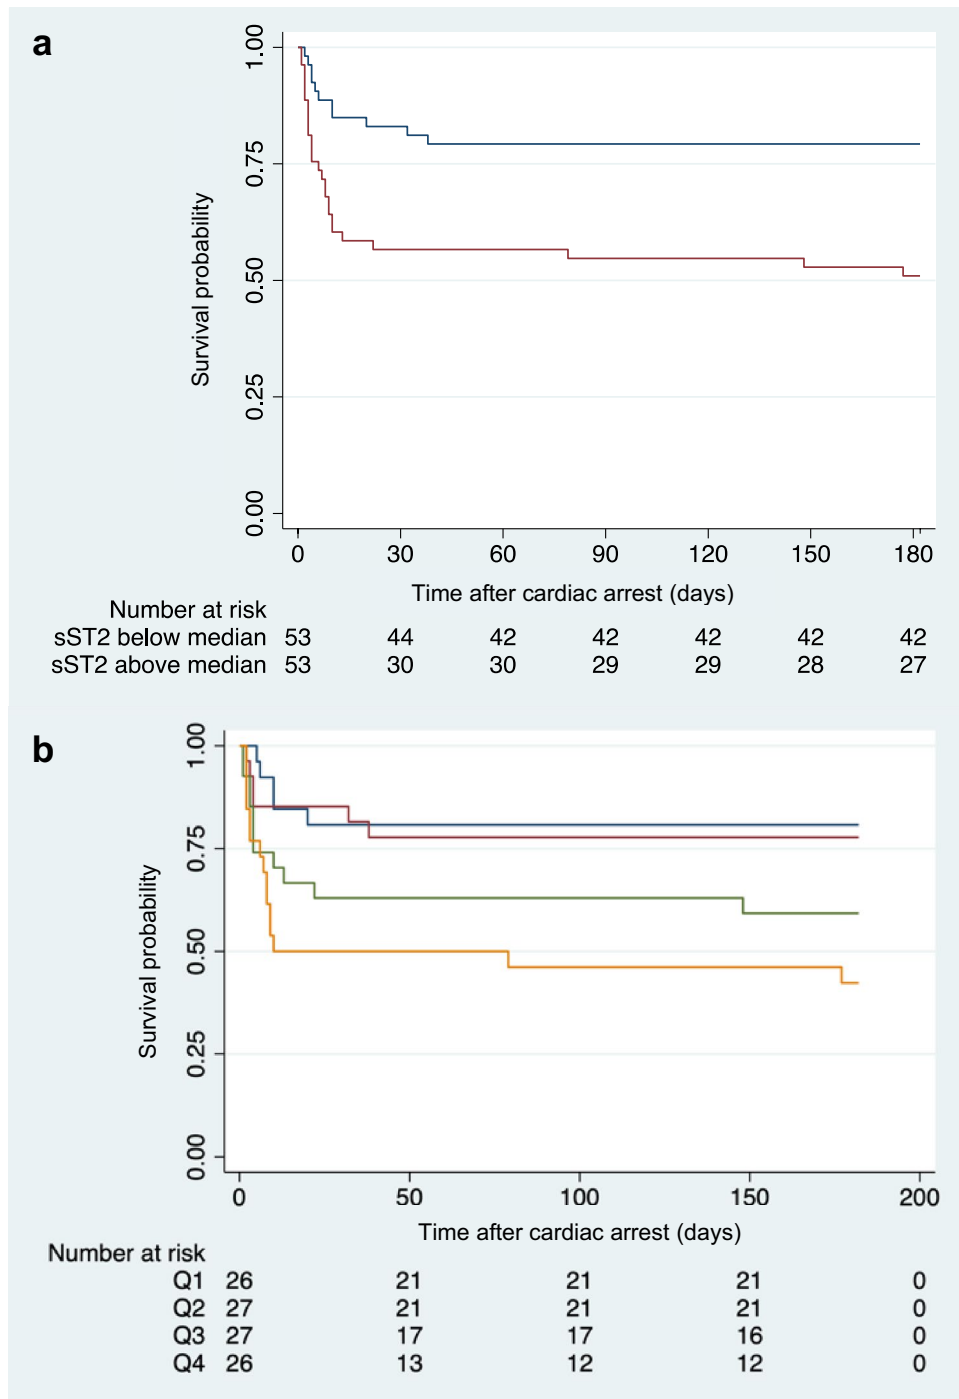 a
1.00
0.75
0.50
0.25
0.00
Survival probability
0 30 60 90 120 150 180
Time after cardiac arrest (days)
Number at risk
sST2 below median 53 44 42 42 42 42 42
sST2 above median 53 30 30 29 29 28 27
b
1.00
0.75
0.50
0.25
0.00
Survival probability
0 50 100 150 200
Time after cardiac arrest (days)
Number at risk
Q1 26 21 21 21 0
Q2 27 21 21 21 0
Q3 27 17 17 16 0
Q4 26 13 12 12 0